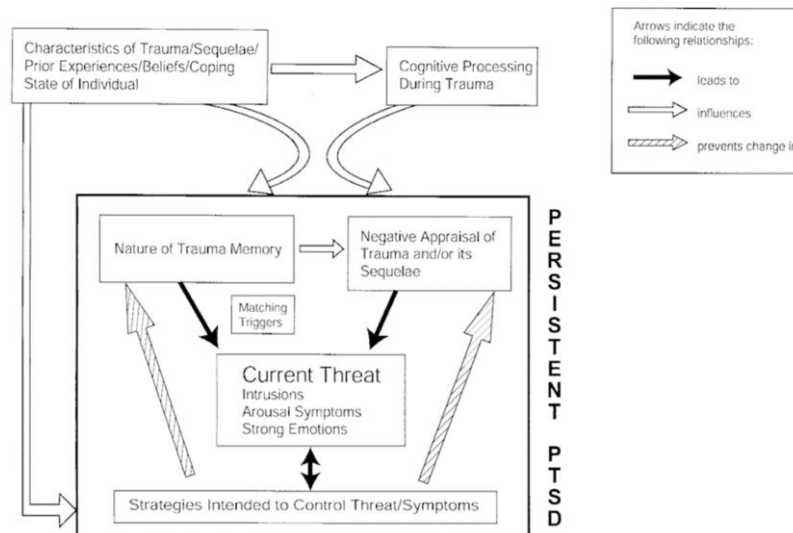 Characteristics of Trauma/Sequelae/
Prior Experiences/Beliefs/Coping
State of Individual
Cognitive Processing
During Trauma
Arrows indicate the
following relationships:
leads to
influences
prevents change in
Nature of Trauma Memory
Negative Appraisal of
Trauma and/or its
Sequelae
Matching
Triggers
Current Threat
Intrusions
Arousal Symptoms
Strong Emotions
Strategies Intended to Control Threat/Symptoms
PERSISTENT PTSD